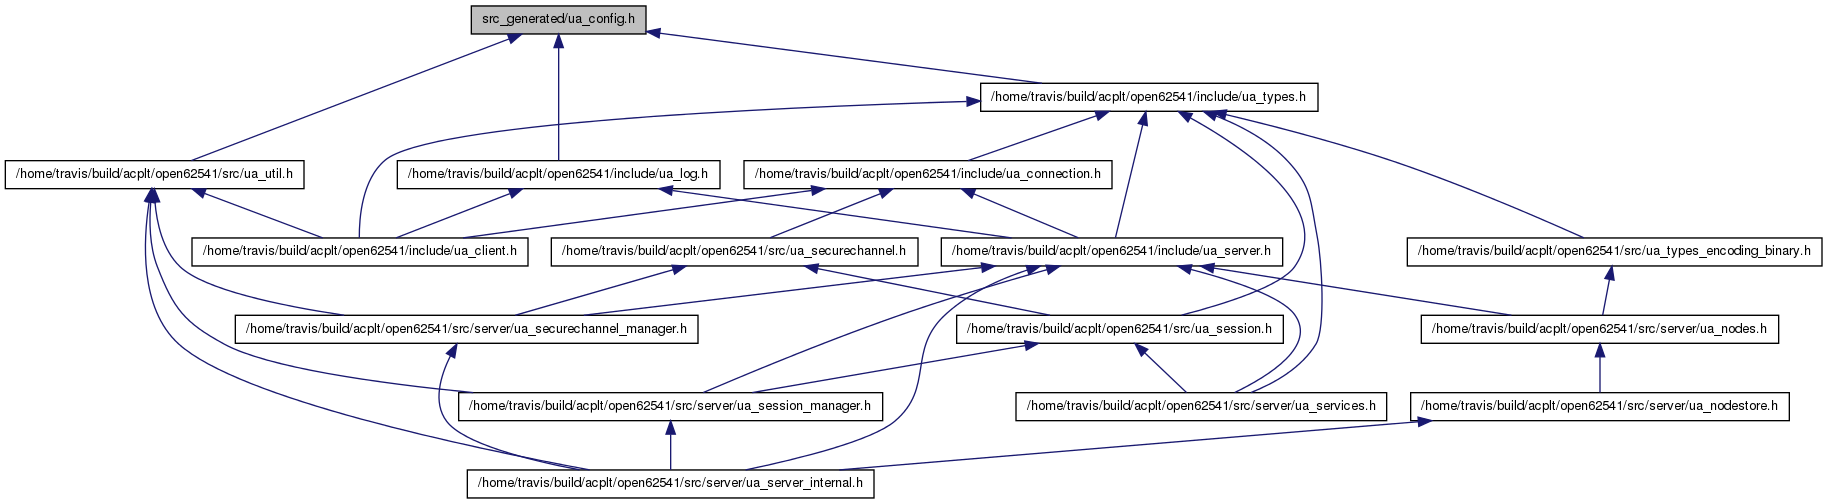 src_generated/ua_config.h
/home/travis/build/acplt/open62541/include/ua_types.h
/home/travis/build/acplt/open62541/src/ua_util.h
/home/travis/build/acplt/open62541/include/ua_log.h
/home/travis/build/acplt/open62541/include/ua_connection.h
/home/travis/build/acplt/open62541/include/ua_client.h
/home/travis/build/acplt/open62541/src/ua_securechannel.h
/home/travis/build/acplt/open62541/include/ua_server.h
/home/travis/build/acplt/open62541/src/ua_types_encoding_binary.h
/home/travis/build/acplt/open62541/src/server/ua_securechannel_manager.h
/home/travis/build/acplt/open62541/src/ua_session.h
/home/travis/build/acplt/open62541/src/server/ua_nodes.h
/home/travis/build/acplt/open62541/src/server/ua_session_manager.h
/home/travis/build/acplt/open62541/src/server/ua_services.h
/home/travis/build/acplt/open62541/src/server/ua_nodestore.h
/home/travis/build/acplt/open62541/src/server/ua_server_internal.h